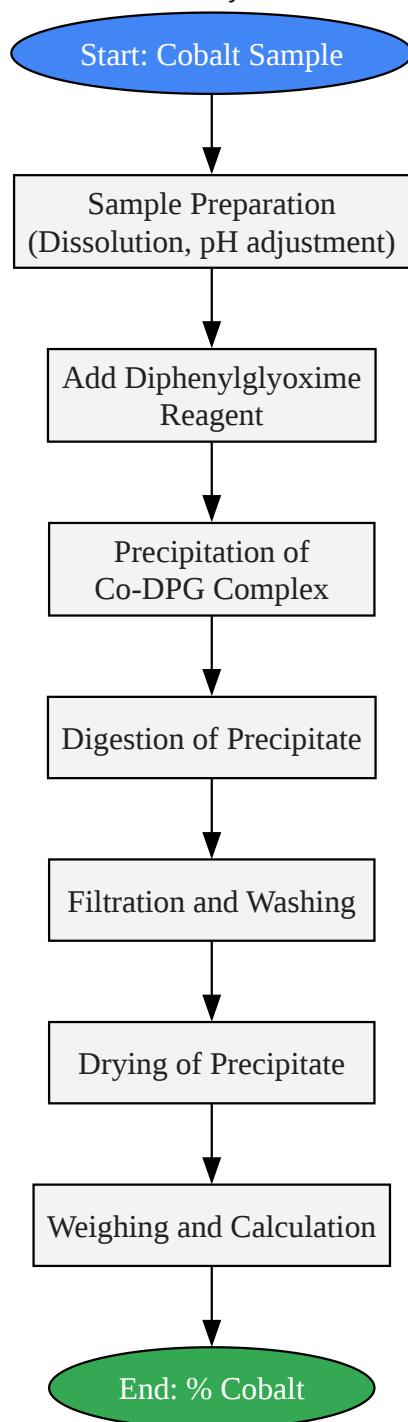 Start: Cobalt Sample
Sample Preparation
(Dissolution, pH adjustment)
Add Diphenylglyoxime
Reagent
Precipitation of
Co-DPG Complex
Digestion of Precipitate
Filtration and Washing
Drying of Precipitate
Weighing and Calculation
End: % Cobalt